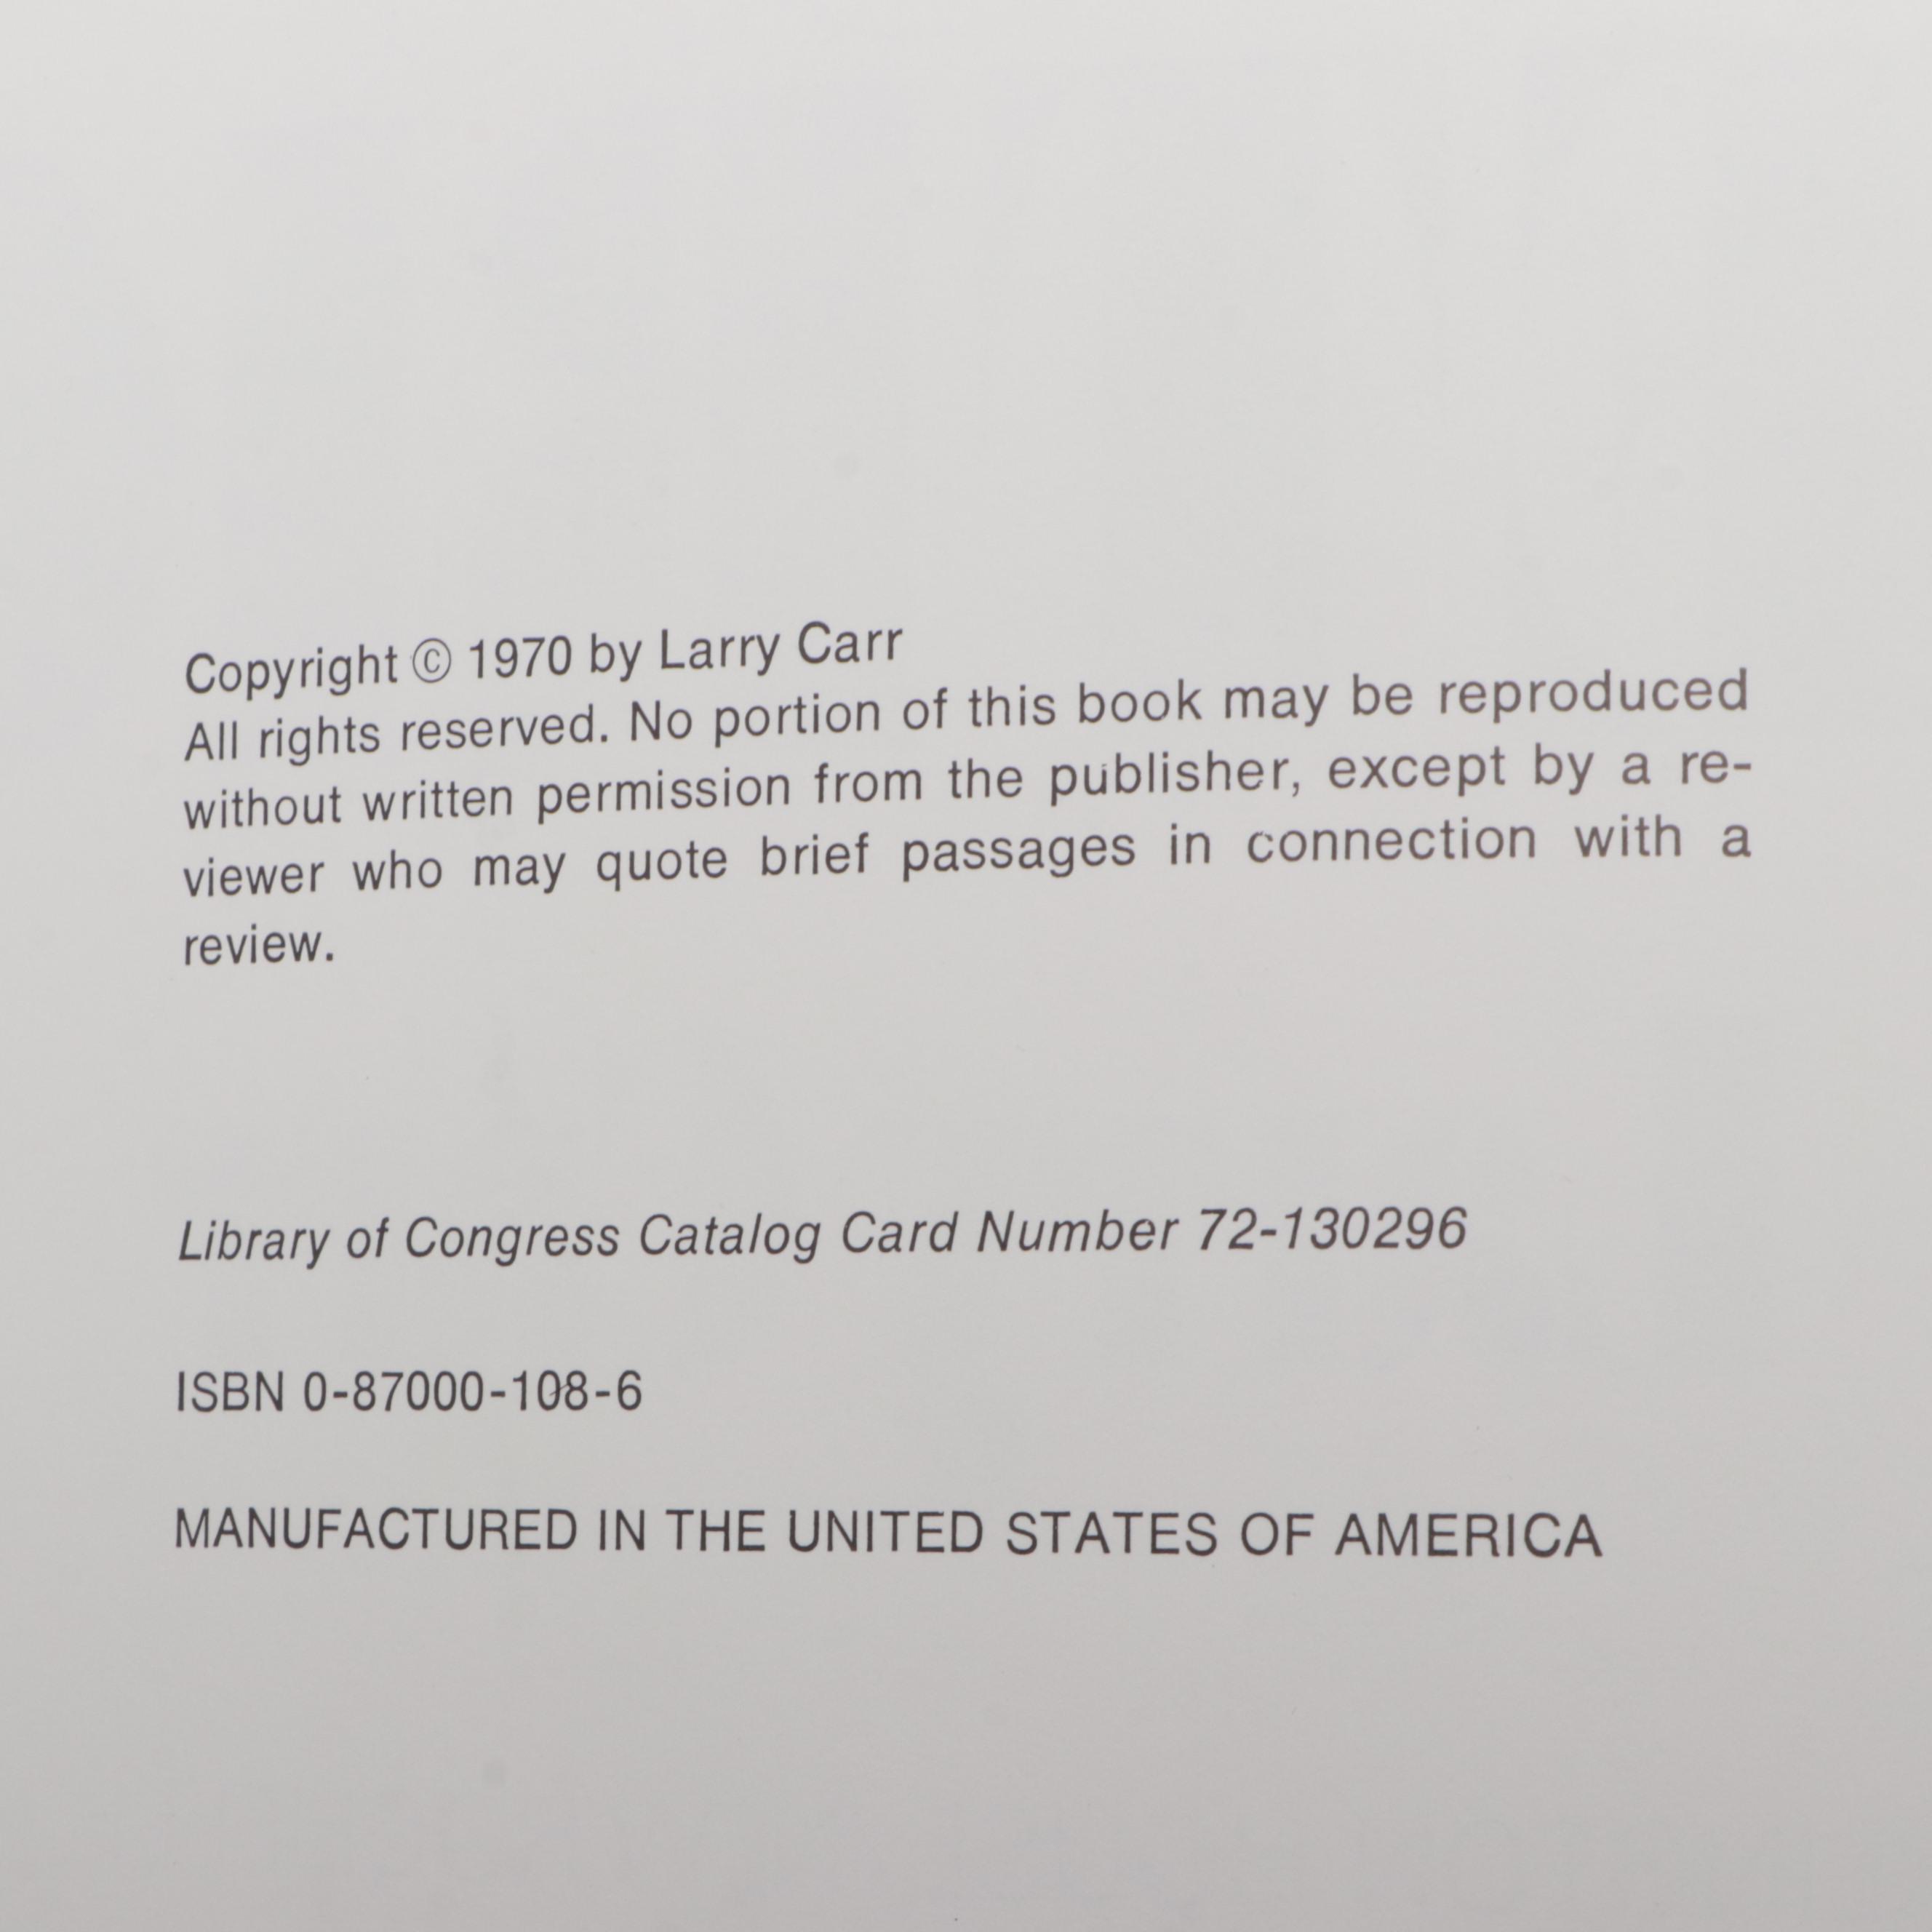 Copyright © 1970 by Larry Carr
All rights reserved. No portion of this book may be reproduced
without written permission from the publisher, except by a re-
viewer who may quote brief passages in connection with a
review.
Library of Congress Catalog Card Number 72-130296
ISBN 0-87000-108-6
MANUFACTURED IN THE UNITED STATES OF AMERICA